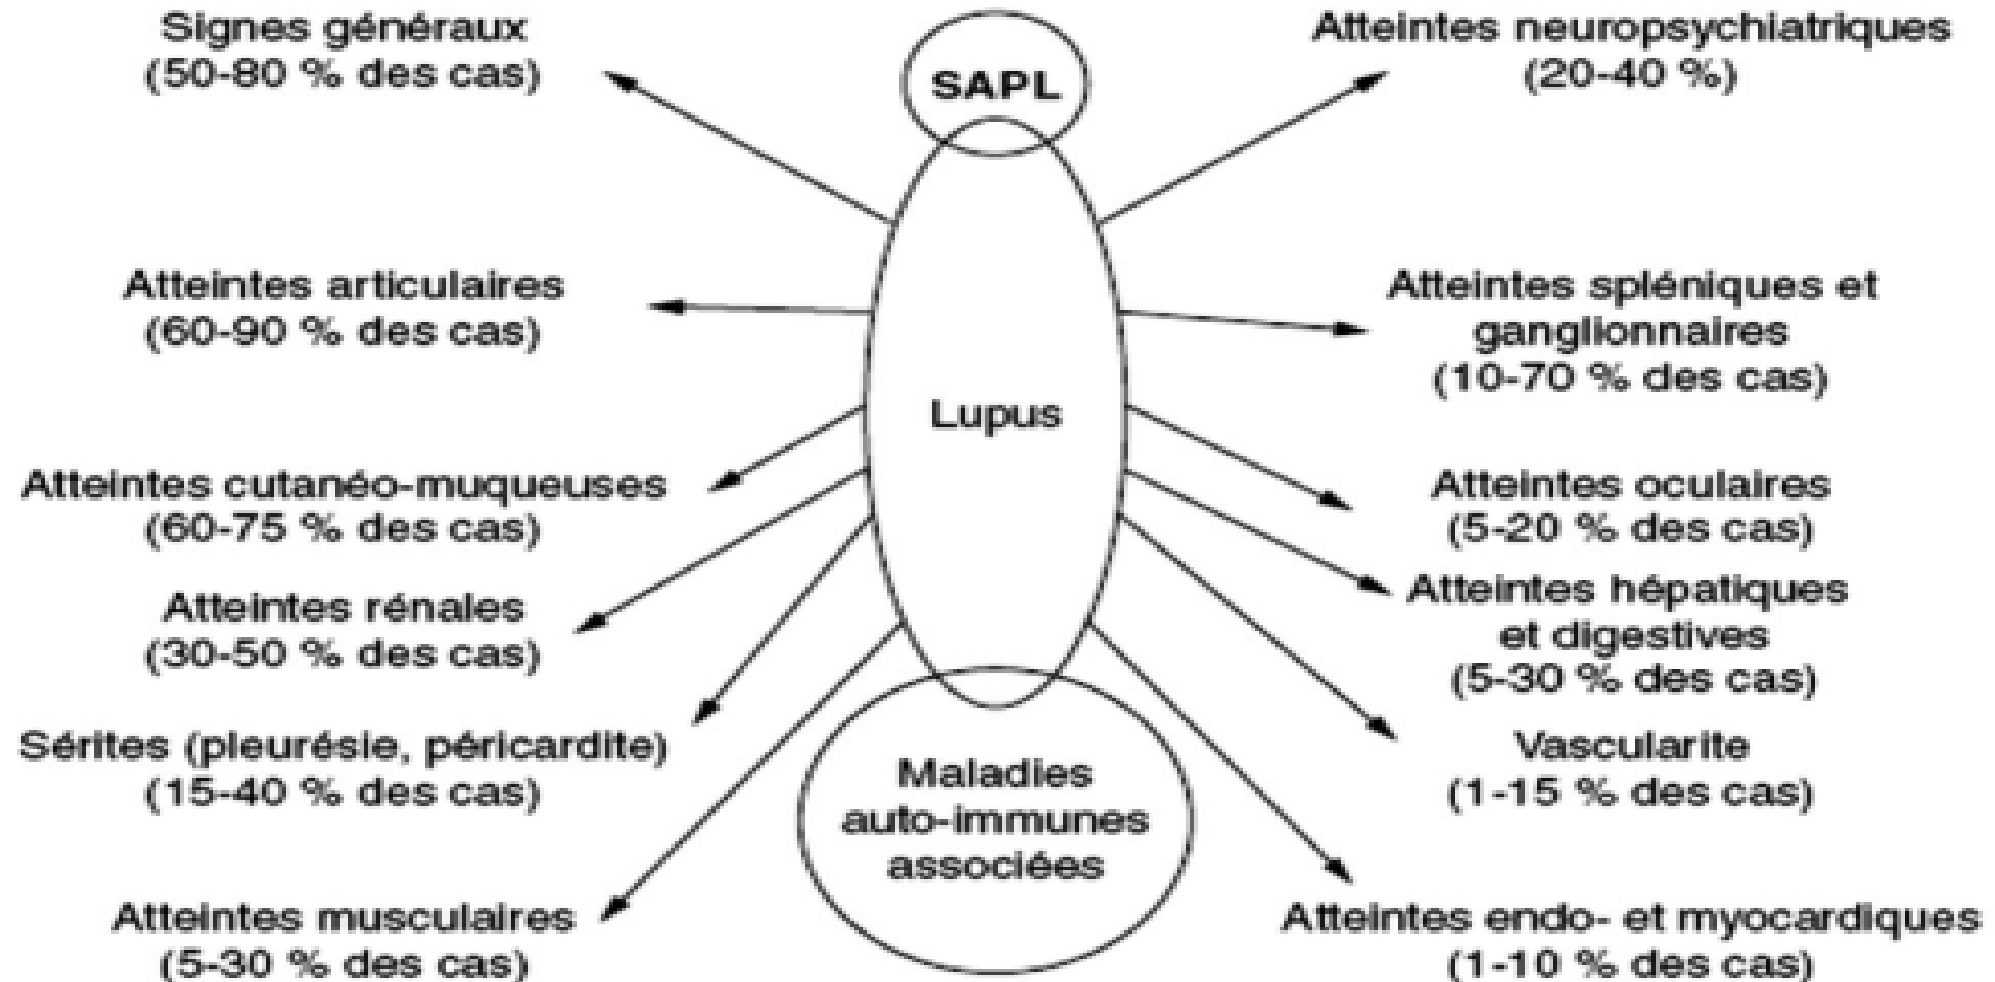 Signes généraux
(50-80 % des cas)
Atteintes articulaires
(60-90 % des cas)
Atteintes cutanéo-muqueuses
(60-75 % des cas)
Atteintes rénales
(30-50 % des cas)
Sérites (pleurésie, péricardite)
(15-40 % des cas)
Atteintes musculaires
(5-30 % des cas)
SAPL
Lupus
Maladies
auto-immunes
associées
Atteintes neuropsychiatriques
(20-40 %)
Atteintes spléniques et
ganglionnaires
(10-70 % des cas)
Atteintes oculaires
(5-20 % des cas)
Atteintes hépatiques
et digestives
(5-30 % des cas)
Vascularite
(1-15 % des cas)
Atteintes endo- et myocardiques
(1-10 % des cas)